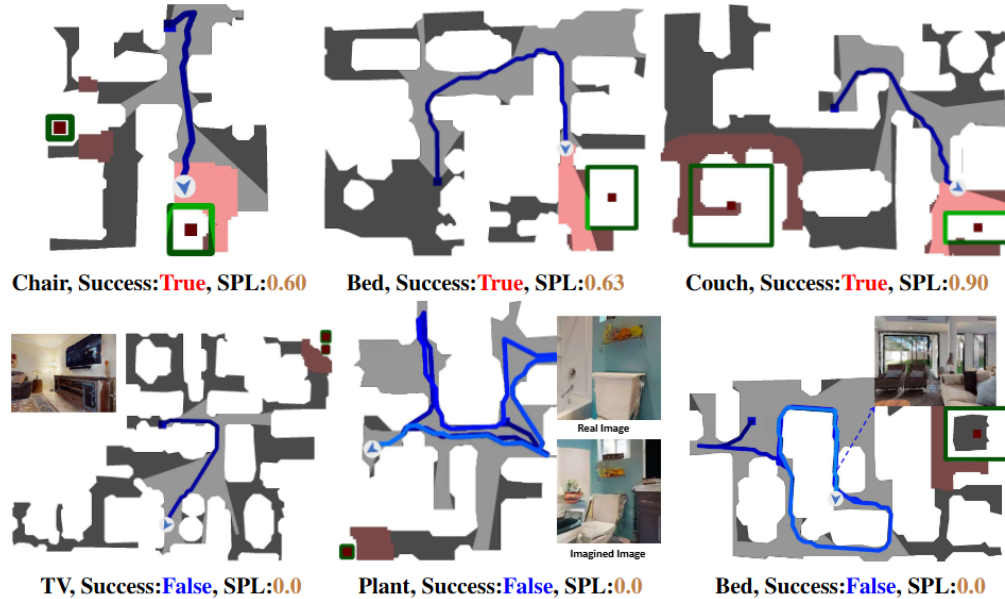 Chair, Success:True, SPL:0.60
Bed, Success:True, SPL:0.63
Couch, Success:True, SPL:0.90
Real Image
Imagined Image
TV, Success:False, SPL:0.0
Plant, Success:False, SPL:0.0
Bed, Success:False, SPL:0.0